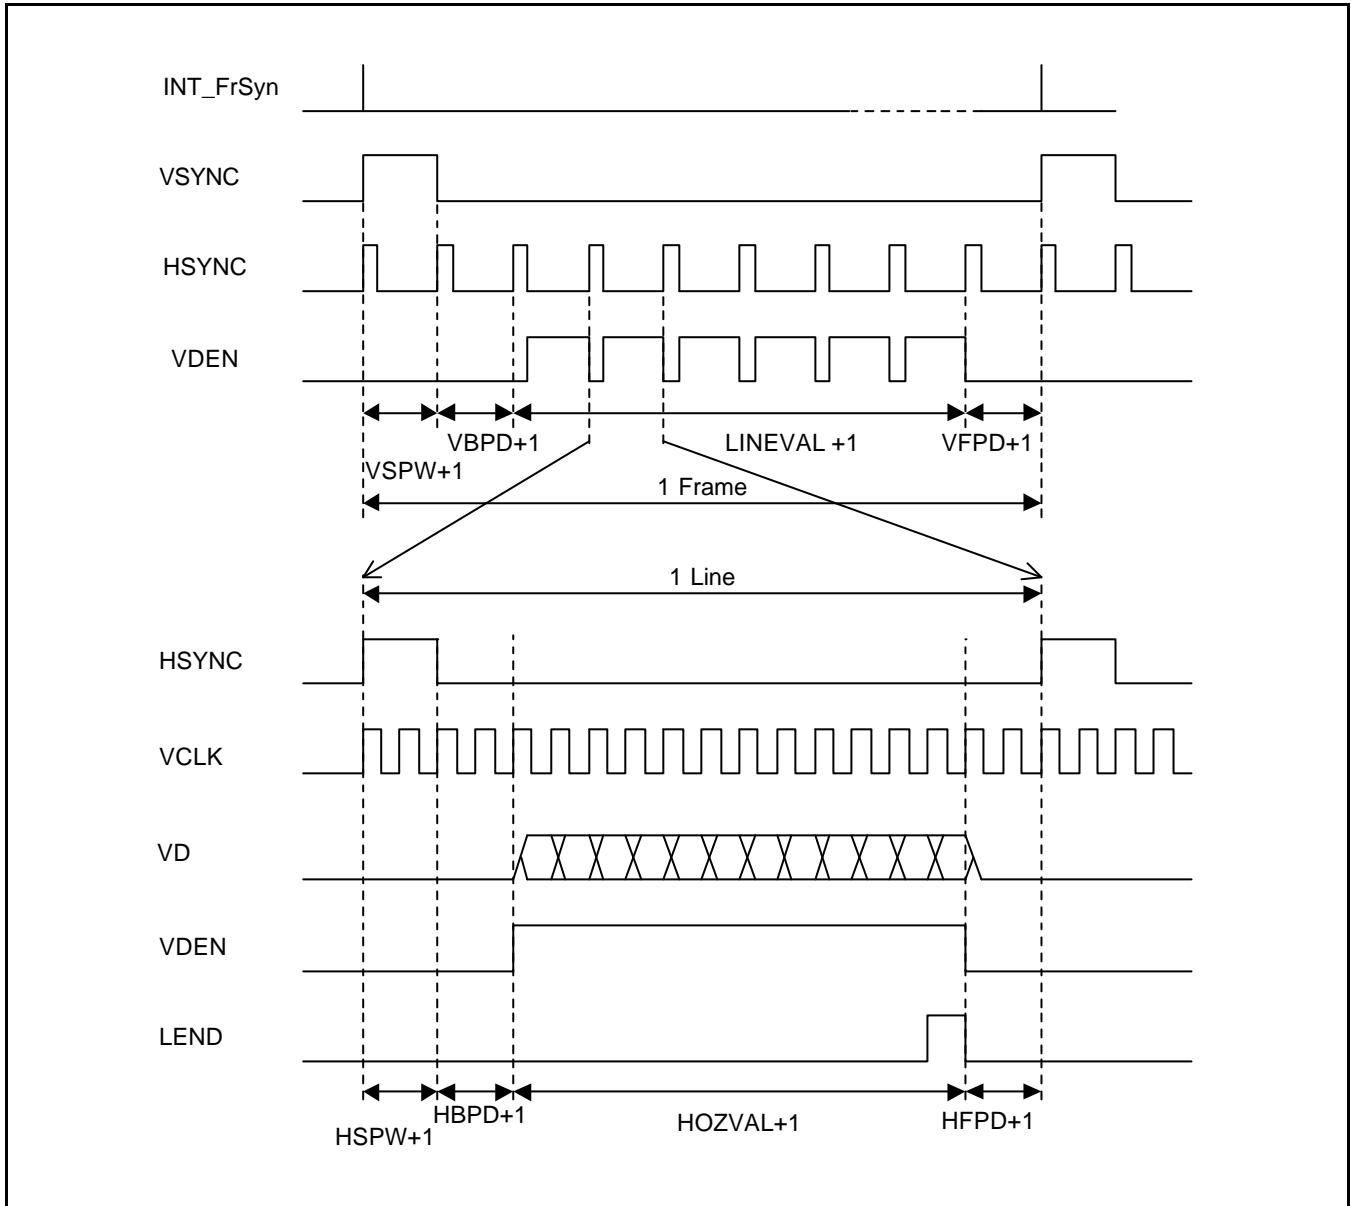 INT_FrSyn
VSYNC
HSYNC
VDEN
VBPD+1
LINEVAL +1
VFPD+1
VSPW+1
1 Frame
1 Line
HSYNC
VCLK
VD
VDEN
LEND
HSPW+1
HBPD+1
HOZVAL+1
HFPD+1